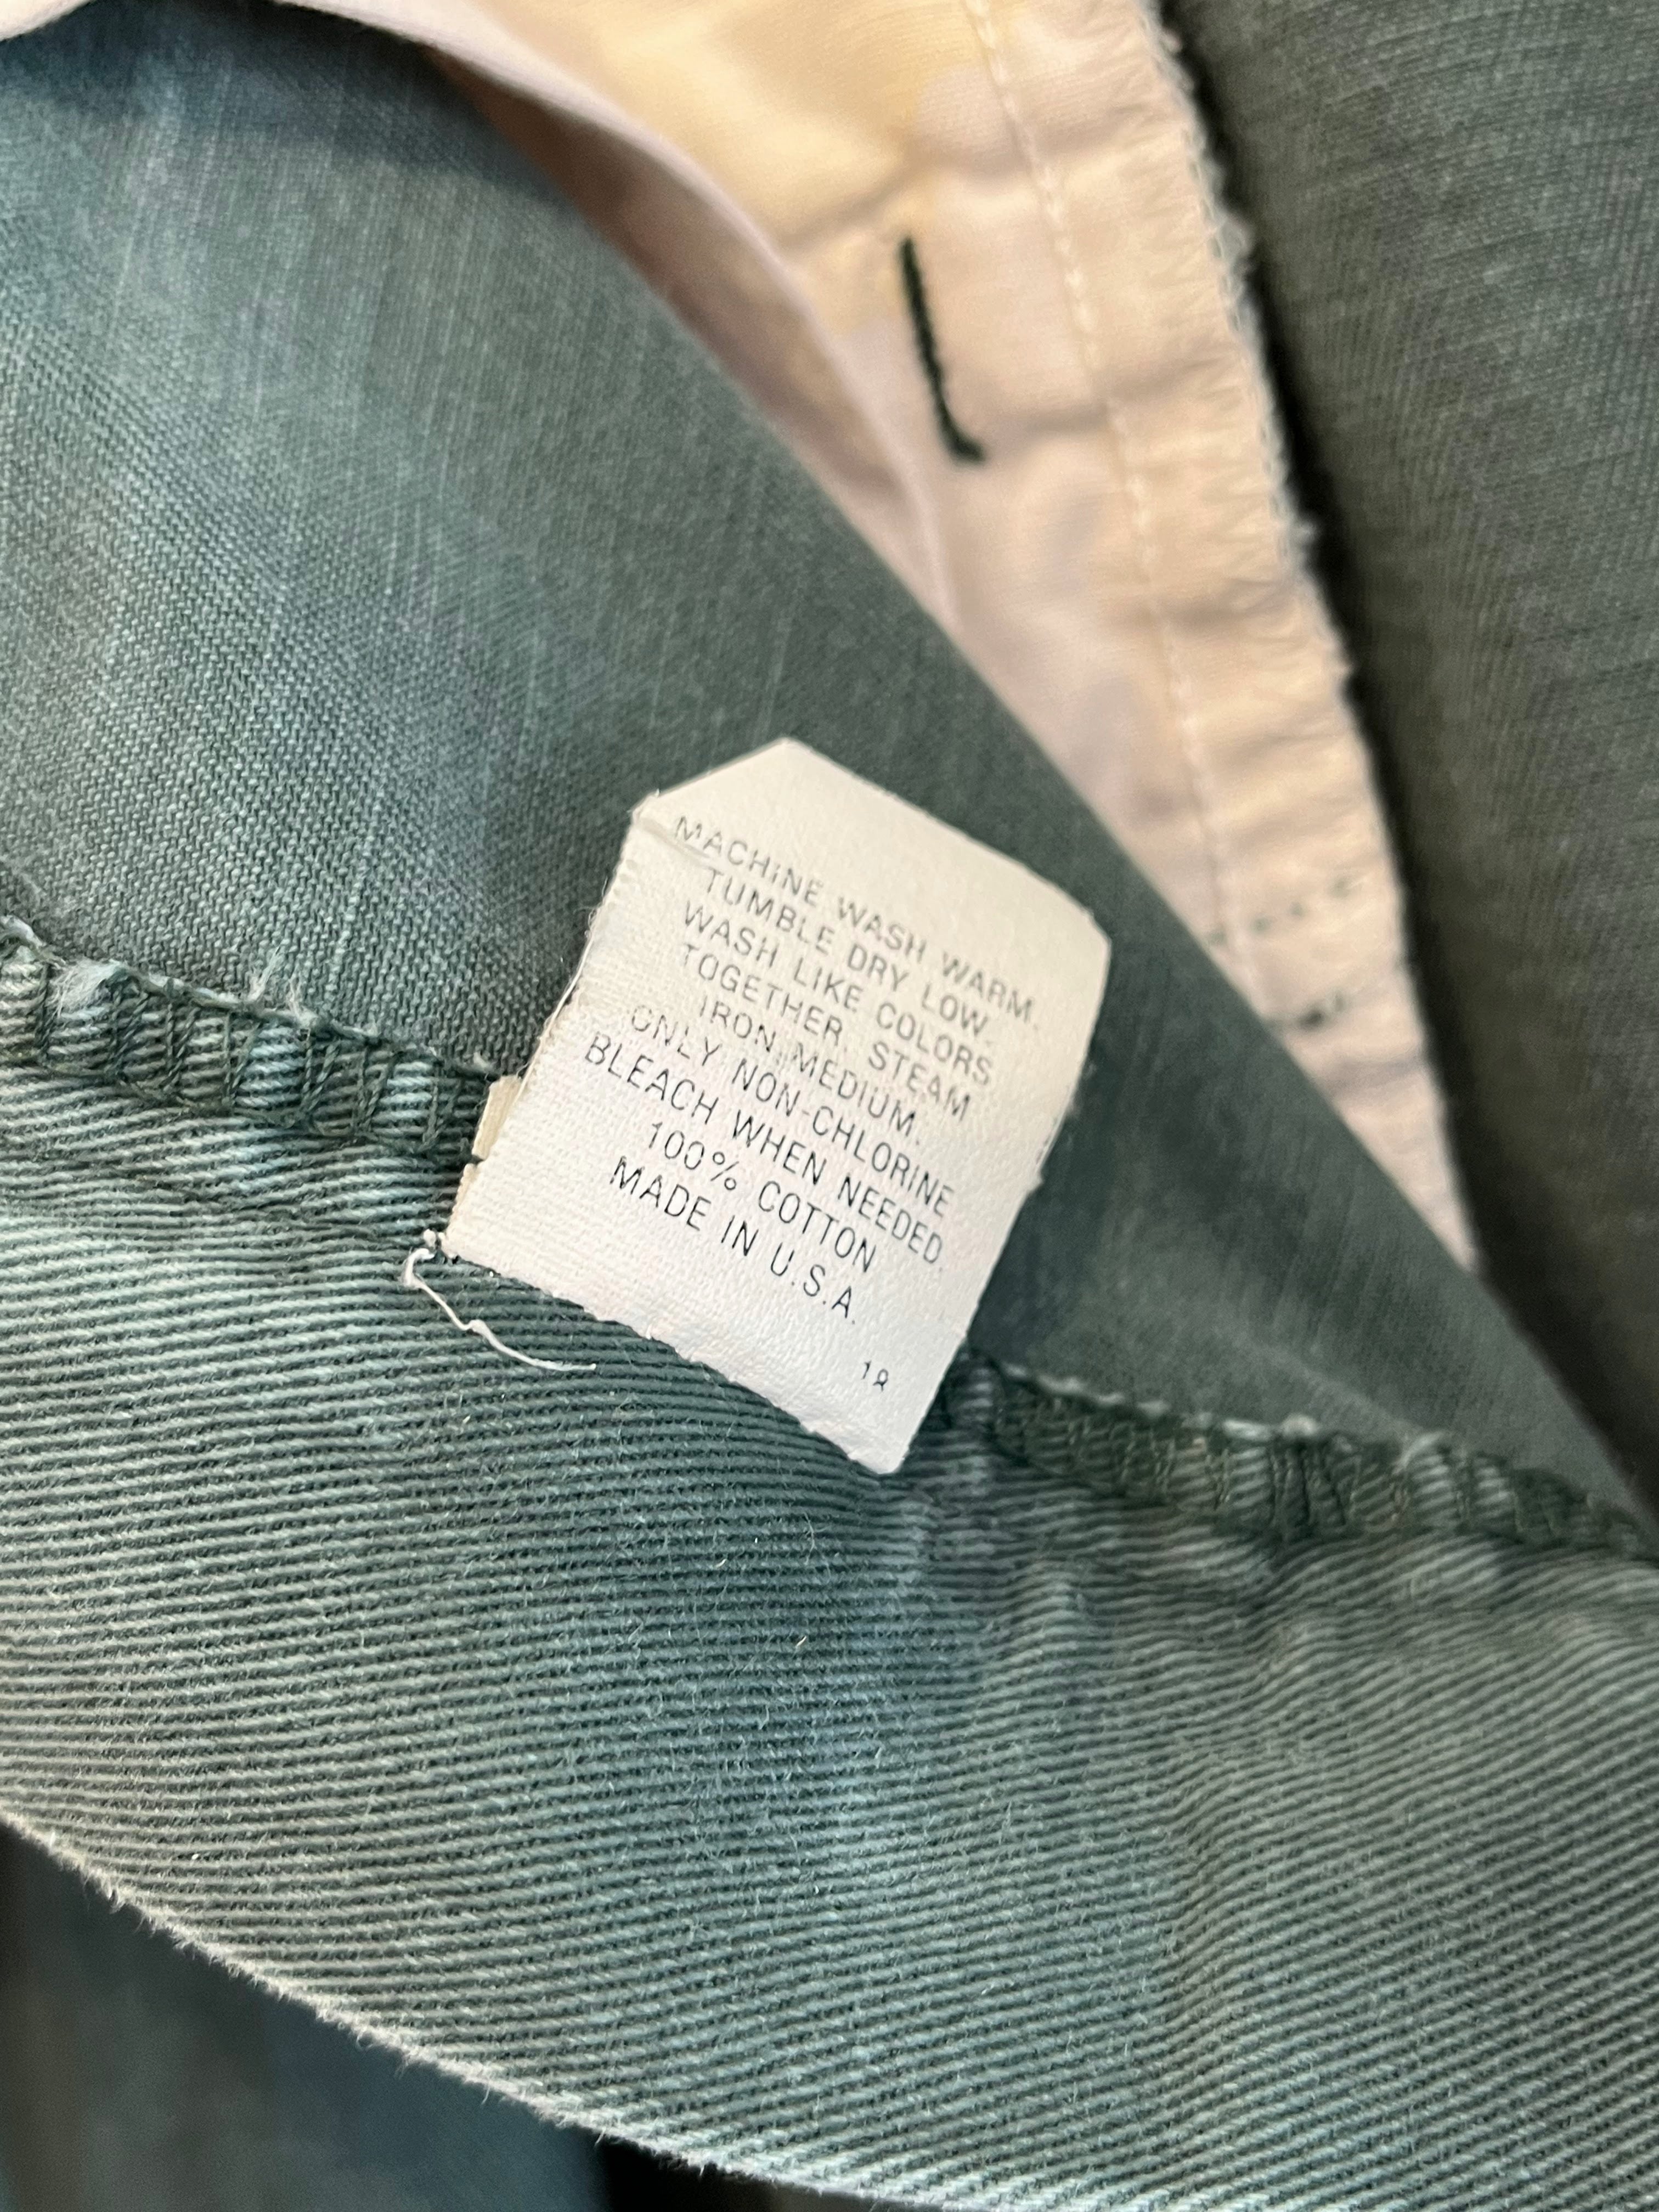 MACHINE WASH WARM.
TUMBLE DRY LOW.
WASH LIKE COLORS
TOGETHER. STEAM
IRON MEDIUM.
ONLY NON-CHLORINE
BLEACH WHEN NEEDED.
100% COTTON
MADE IN U.S.A.
18